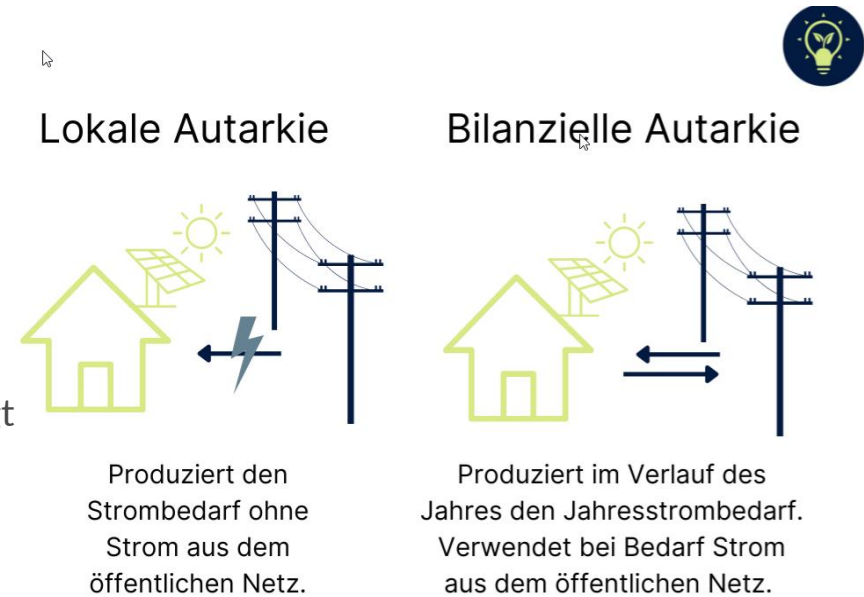 Lokale Autarkie
Bilanzielle Autarkie
Produziert den
Strombedarf ohne
Strom aus dem
öffentlichen Netz.
Produziert im Verlauf des
Jahres den Jahresstrombedarf.
Verwendet bei Bedarf Strom
aus dem öffentlichen Netz.